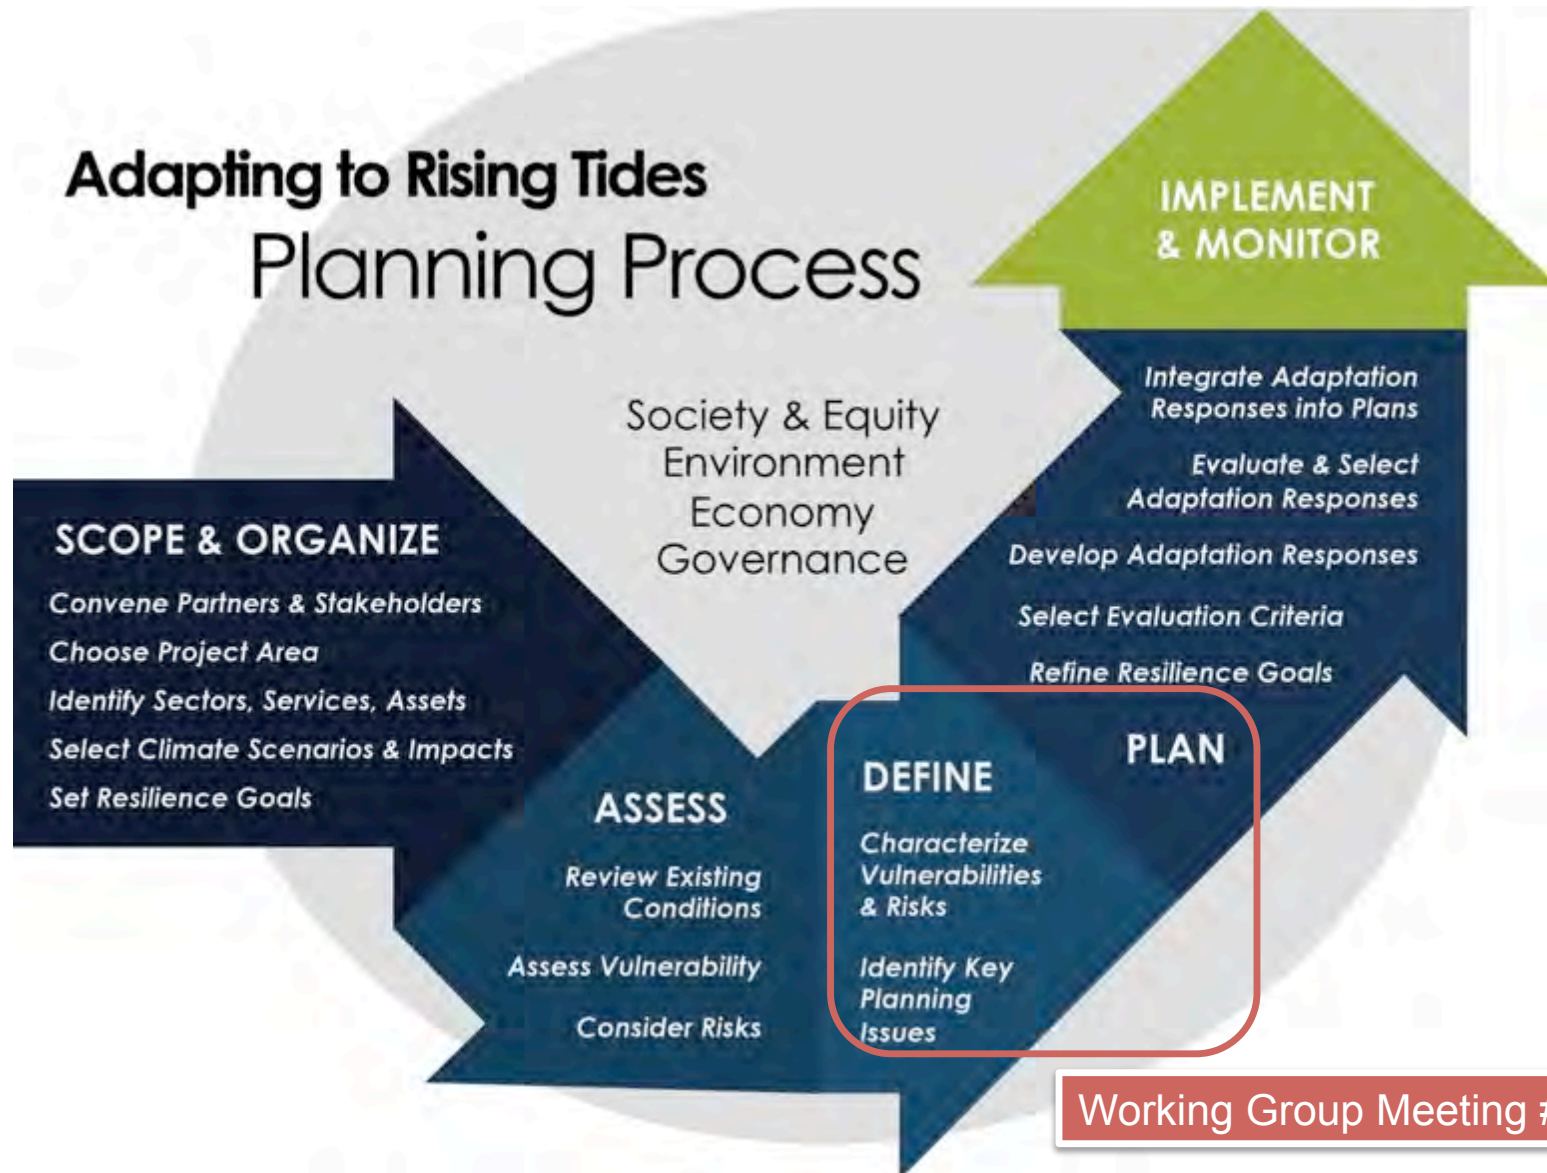 Adapting to Rising Tides
Planning Process
Society & Equity
Environment
Economy
Governance
SCOPE & ORGANIZE
Convene Partners & Stakeholders
Choose Project Area
Identify Sectors, Services, Assets
Select Climate Scenarios & Impacts
Set Resilience Goals
ASSESS
Review Existing
Conditions
Assess Vulnerability
Consider Risks
DEFINE
Characterize
Vulnerabilities
& Risks
Identify Key
Planning
Issues
PLAN
Refine Resilience Goals
Select Evaluation Criteria
Develop Adaptation Responses
Evaluate & Select
Adaptation Responses
Integrate Adaptation
Responses into Plans
IMPLEMENT
& MONITOR
Working Group Meeting